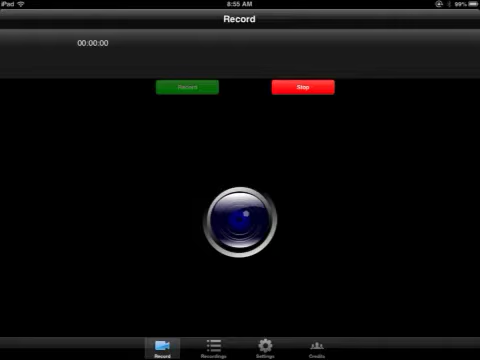 iPad 8:55 AM 99%
Record
00:00:00
Record Stop
Record Recordings Settings Credits